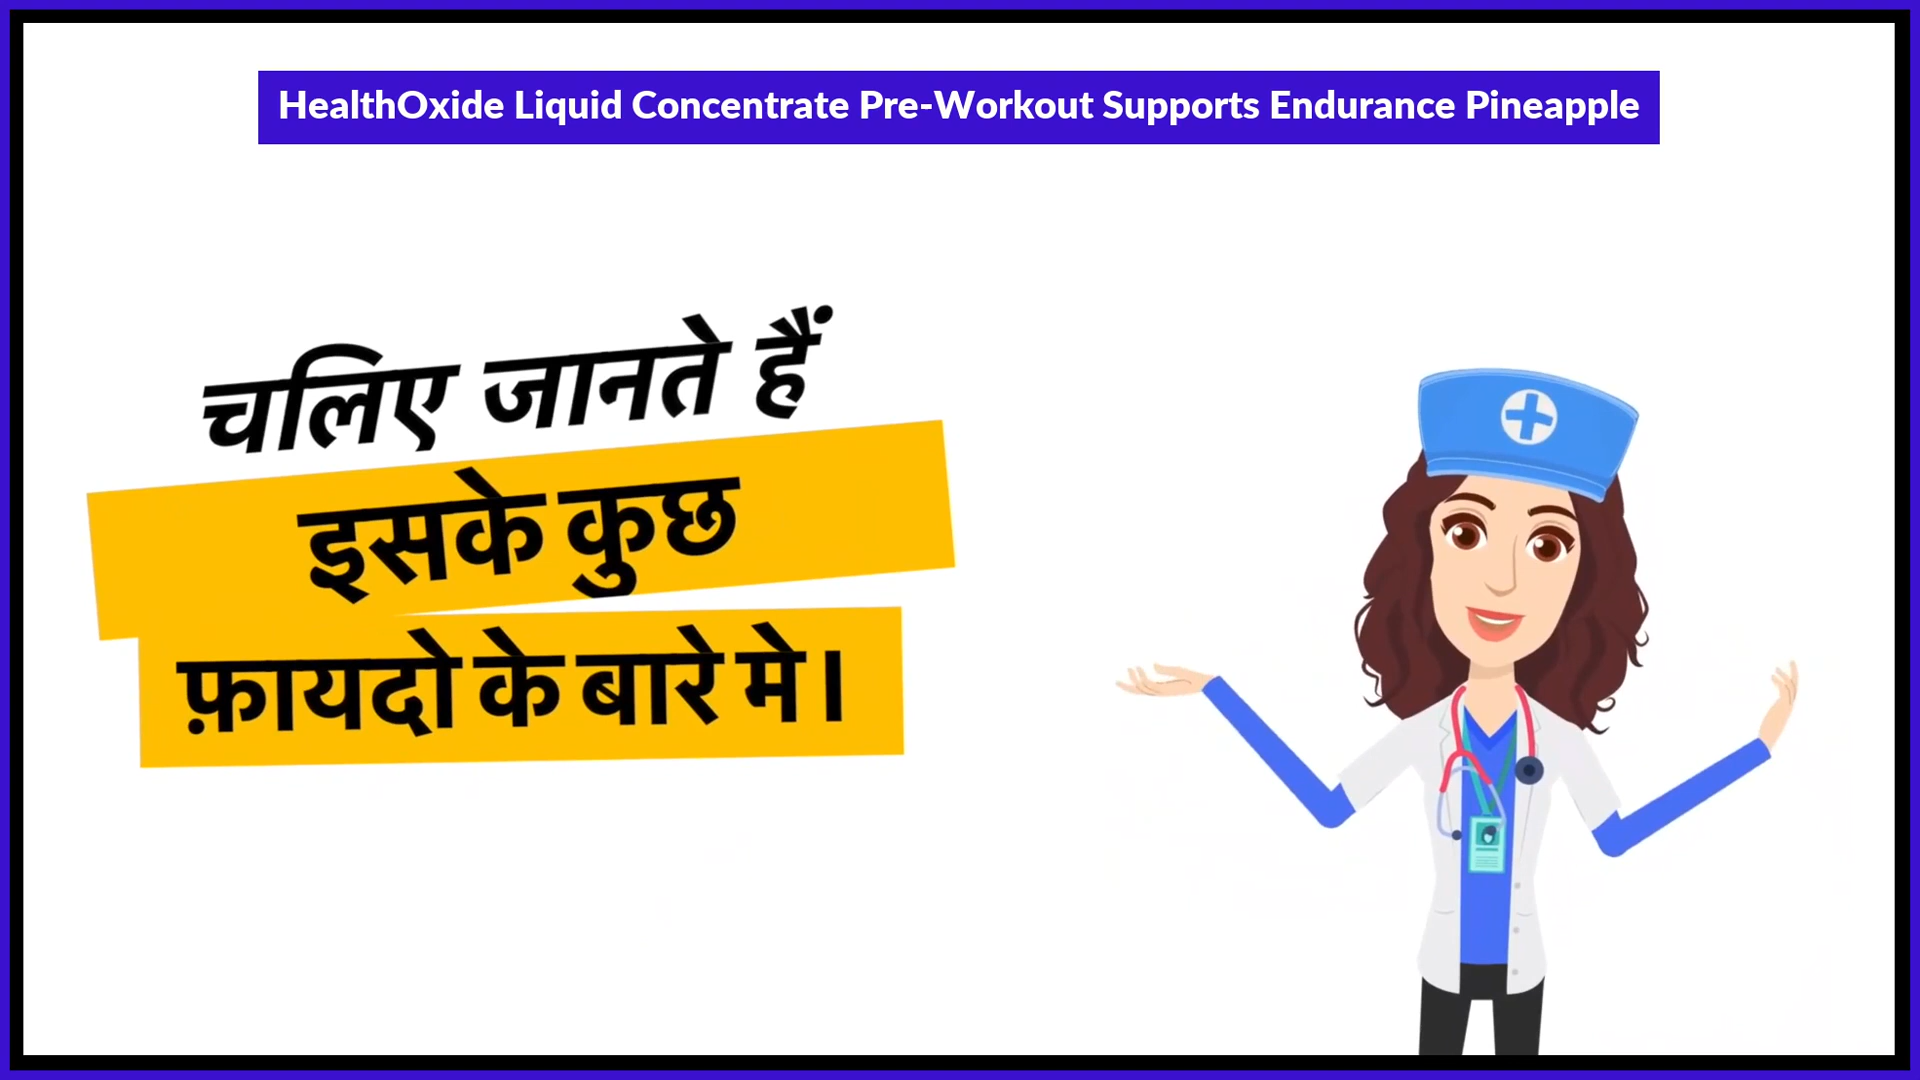 HealthOxide Liquid Concentrate Pre-Workout Supports Endurance Pineapple
चलिए जानते हैं
इसके कुछ
फ़ायदो के बारे मे।